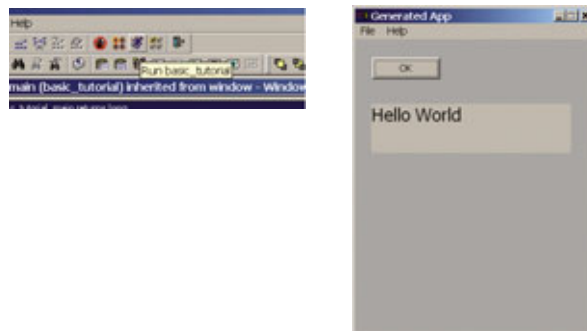 Help
Run basic_tutorial
main (basic_tutorial) inherited from window - Window
Generated App
File Help
OK
Hello World